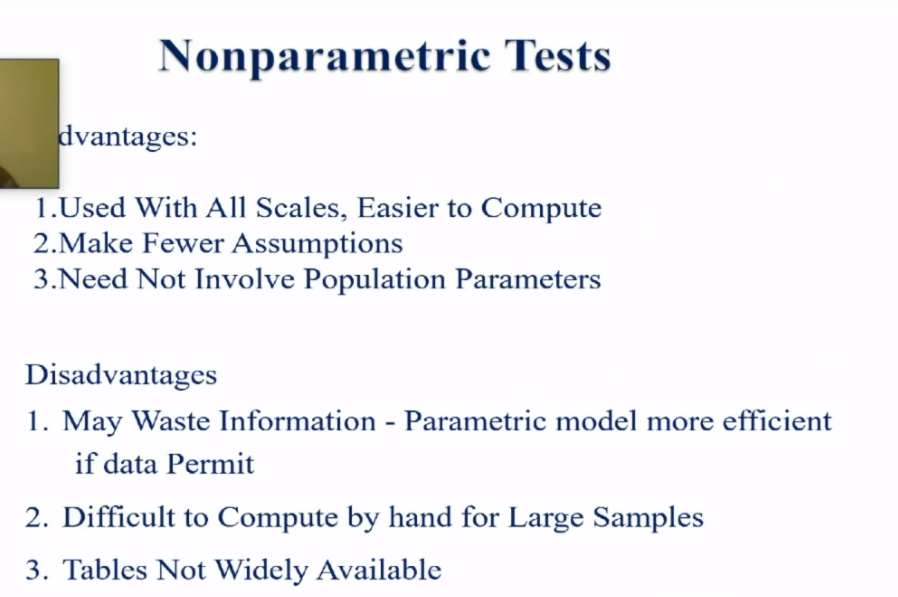 Nonparametric Tests
dvantages:
1.Used With All Scales, Easier to Compute
2.Make Fewer Assumptions
3.Need Not Involve Population Parameters
Disadvantages
1. May Waste Information - Parametric model more efficient
if data Permit
2. Difficult to Compute by hand for Large Samples
3. Tables Not Widely Available